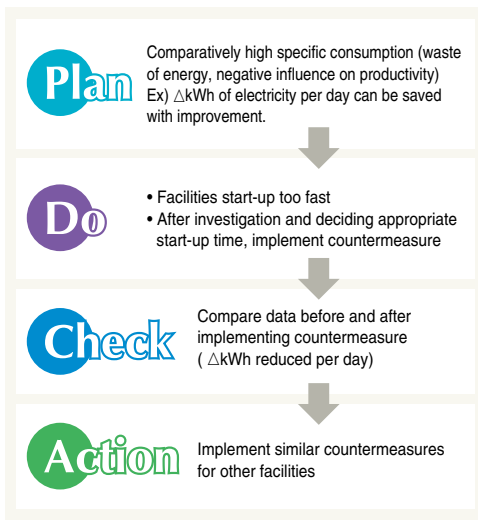 Plan
Comparatively high specific consumption (waste
of energy, negative influence on productivity)
Ex) △kWh of electricity per day can be saved
with improvement.
Do
• Facilities start-up too fast
• After investigation and deciding appropriate
start-up time, implement countermeasure
Check
Compare data before and after
implementing countermeasure
( △kWh reduced per day)
Action
Implement similar countermeasures
for other facilities